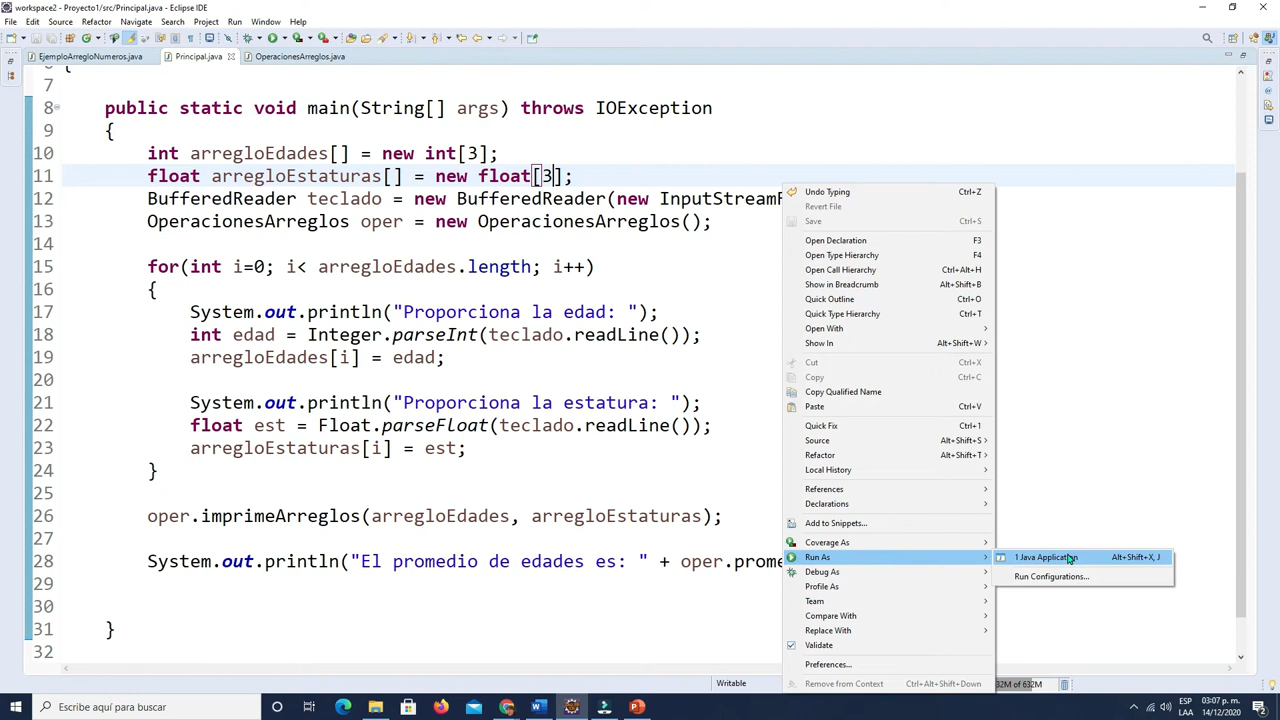 workspace2 - Proyecto1/src/Principal.java - Eclipse IDE
File Edit Source Refactor Navigate Search Project Run Window Help
EjemploArregloNumeros.java Principal.java OperacionesArreglos.java
7
8 public static void main(String[] args) throws IOException
9 {
10 int arregloEdades[] = new int[3];
11 float arregloEstaturas[] = new float[3];
12 BufferedReader teclado = new BufferedReader(new InputStreamR
13 OperacionesArreglos oper = new OperacionesArreglos();
14
15 for(int i=0; i< arregloEdades.length; i++)
16 {
17 System.out.println("Proporciona la edad: ");
18 int edad = Integer.parseInt(teclado.readLine());
19 arregloEdades[i] = edad;
20
21 System.out.println("Proporciona la estatura: ");
22 float est = Float.parseFloat(teclado.readLine());
23 arregloEstaturas[i] = est;
24 }
25
26 oper.imprimeArreglos(arregloEdades, arregloEstaturas);
27
28 System.out.println("El promedio de edades es: " + oper.prome
29
30
31 }
32
Undo Typing Ctrl+Z
Revert File
Save Ctrl+S
Open Declaration F3
Open Type Hierarchy F4
Open Call Hierarchy Ctrl+Alt+H
Show in Breadcrumb Alt+Shift+B
Quick Outline Ctrl+O
Quick Type Hierarchy Ctrl+T
Open With
Show In Alt+Shift+W
Cut Ctrl+X
Copy Ctrl+C
Copy Qualified Name
Paste Ctrl+V
Quick Fix Ctrl+1
Source Alt+Shift+S
Refactor Alt+Shift+T
Local History
References
Declarations
Add to Snippets...
Coverage As
Run As
Debug As
Profile As
Team
Compare With
Replace With
Validate
Preferences...
Remove from Context Ctrl+Alt+Shift+Down
1 Java Application Alt+Shift+X, J
Run Configurations...
Writable
32M of 632M
Escribe aquí para buscar
ESP 03:07 p. m.
LAA 14/12/2020